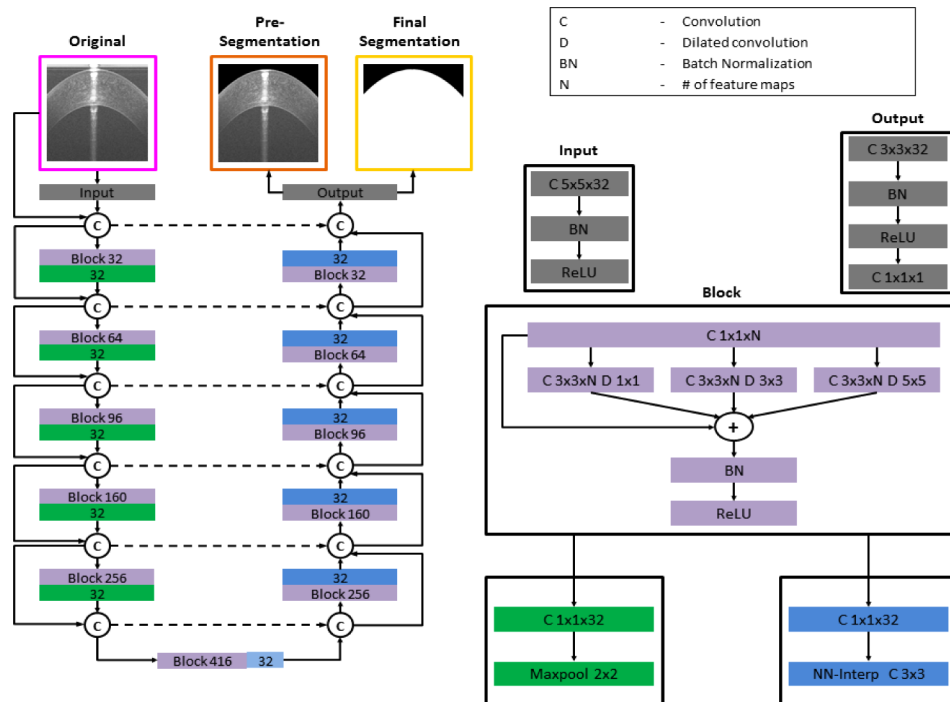 Original
Pre-
Segmentation
Final
Segmentation
Input
Output
C
C
Block 32
32
32
Block 32
C
C
Block 64
32
32
Block 64
C
C
Block 96
32
32
Block 96
C
C
Block 160
32
32
Block 160
C
C
Block 256
32
32
Block 256
C
C
Block 416
32
C - Convolution
D - Dilated convolution
BN - Batch Normalization
N - # of feature maps
Input
C 5x5x32
BN
ReLU
Output
C 3x3x32
BN
ReLU
C 1x1x1
Block
C 1x1xN
C 3x3xN D 1x1
C 3x3xN D 3x3
C 3x3xN D 5x5
+
BN
ReLU
C 1x1x32
Maxpool 2x2
C 1x1x32
NN-Interp C 3x3